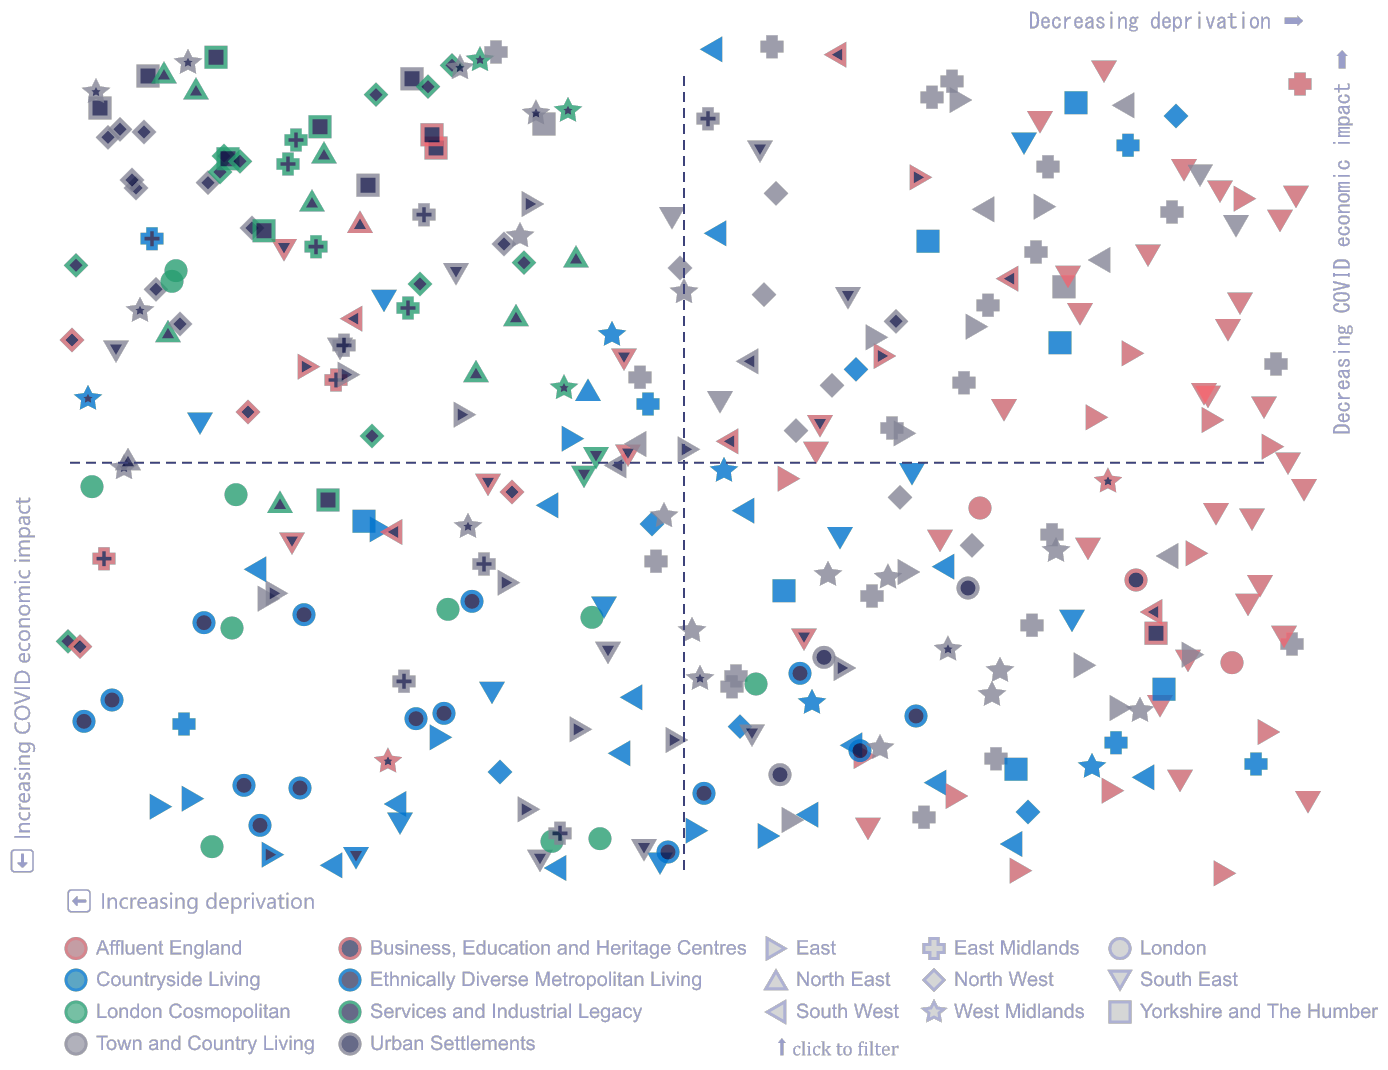 Decreasing deprivation ➡
Decreasing COVID economic impact ➡
Increasing COVID economic impact
Increasing deprivation
Affluent England
Business, Education and Heritage Centres
East
East Midlands
London
Countryside Living
Ethnically Diverse Metropolitan Living
North East
North West
South East
London Cosmopolitan
Services and Industrial Legacy
South West
West Midlands
Yorkshire and The Humber
Town and Country Living
Urban Settlements
⬆ click to filter